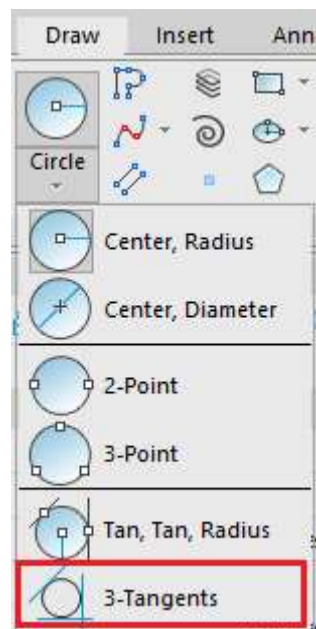 Draw Insert Ann
Circle
Center, Radius
Center, Diameter
2-Point
3-Point
Tan, Tan, Radius
3-Tangents